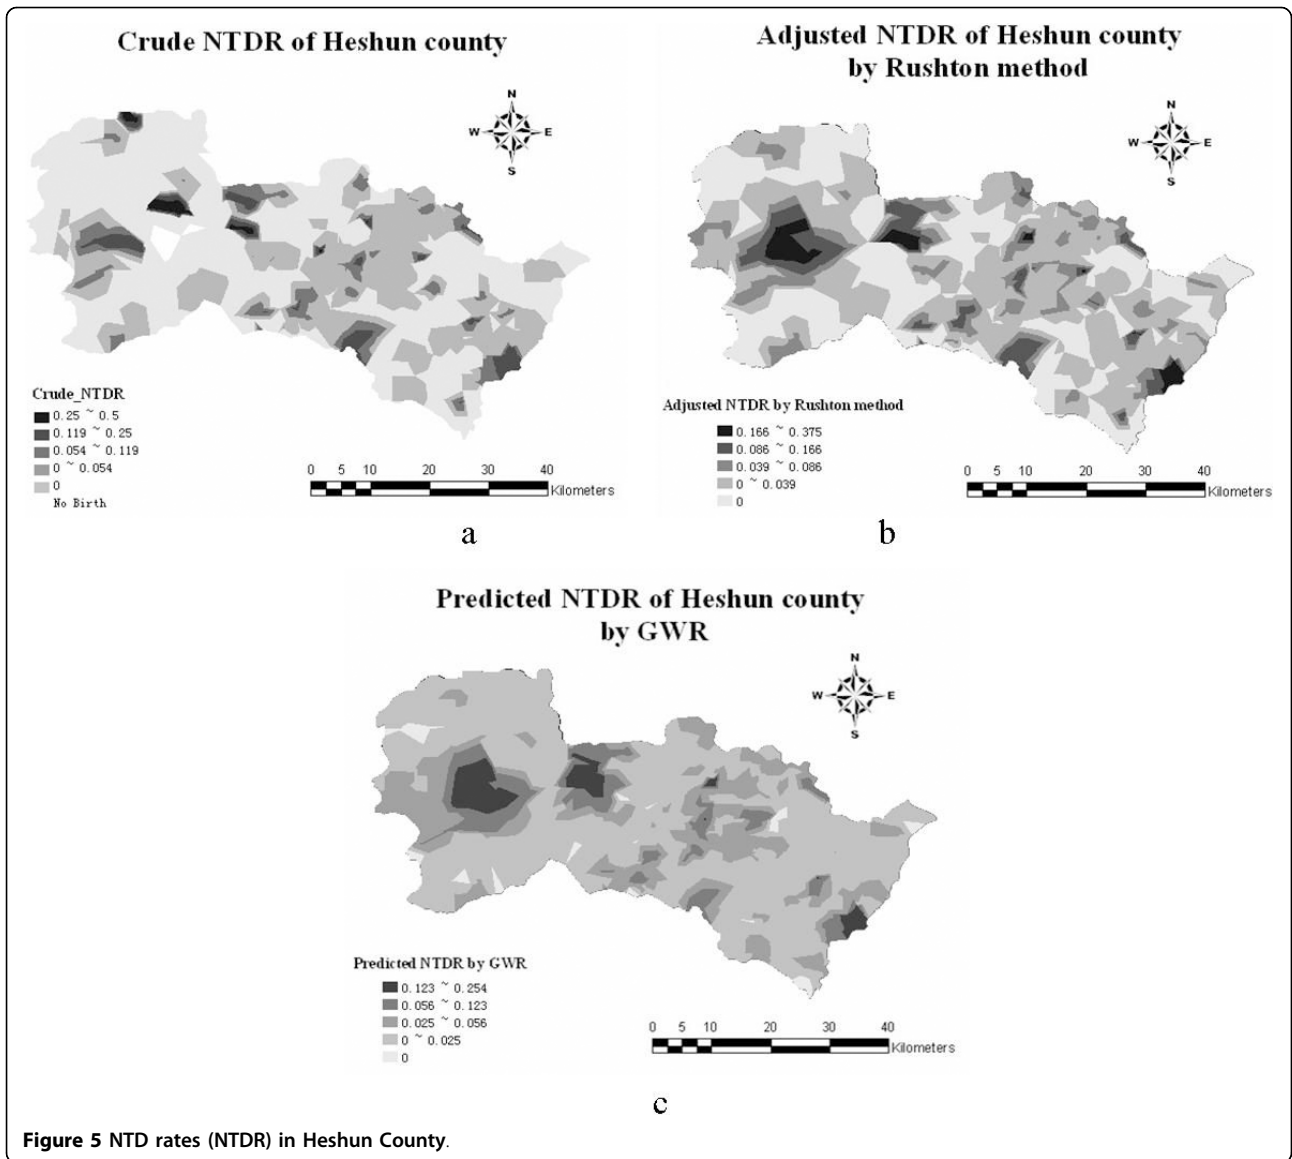 Crude NTDR of Heshun county
N
W E
S
Crude_NTDR
0.25 ~ 0.5
0.119 ~ 0.25
0.054 ~ 0.119
0 ~ 0.054
0
No Birth
0 5 10 20 30 40
Kilometers
a
Adjusted NTDR of Heshun county
by Rushton method
N
W E
S
Adjusted NTDR by Rushton method
0.166 ~ 0.375
0.086 ~ 0.166
0.039 ~ 0.086
0 ~ 0.039
0
0 5 10 20 30 40
Kilometers
b
Predicted NTDR of Heshun county
by GWR
N
W E
S
Predicted NTDR by GWR
0.123 ~ 0.254
0.056 ~ 0.123
0.025 ~ 0.056
0 ~ 0.025
0
0 5 10 20 30 40
Kilometers
c
Figure 5 NTD rates (NTDR) in Heshun County.